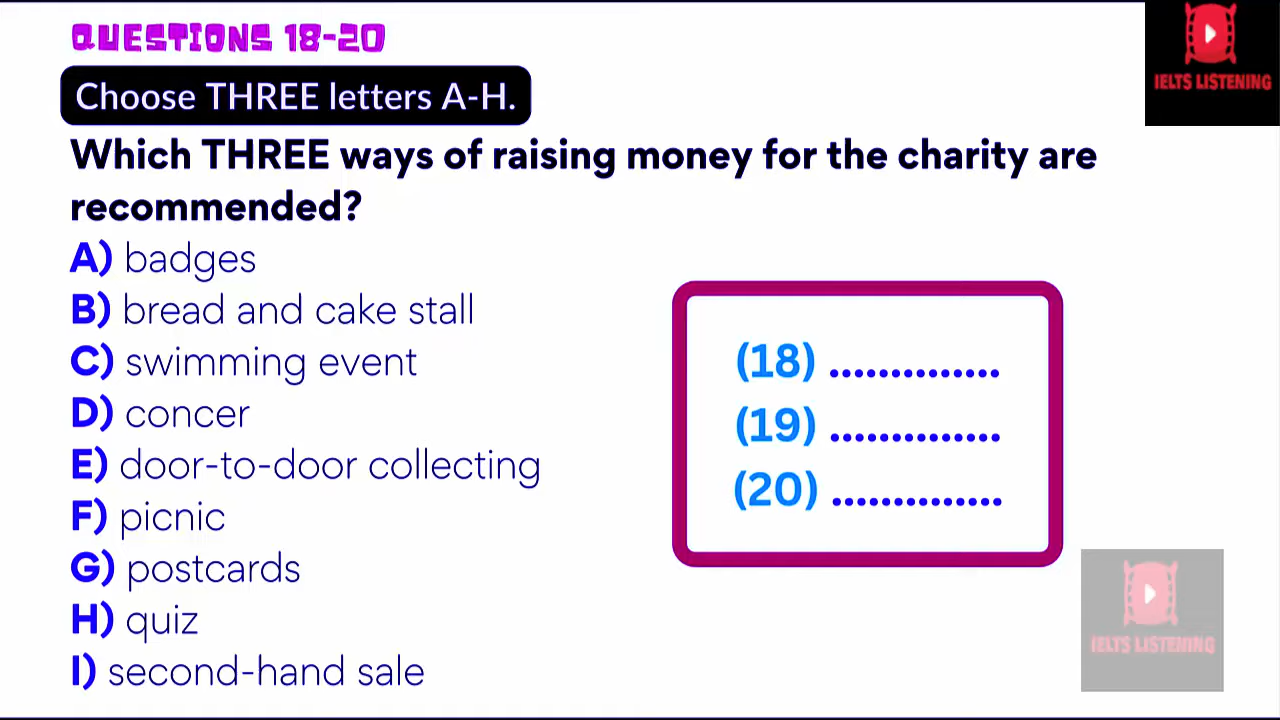 QUESTIONS 18-20
IELTS LISTENING
Choose THREE letters A-H.
Which THREE ways of raising money for the charity are
recommended?
A) badges
B) bread and cake stall
C) swimming event
D) concer
E) door-to-door collecting
F) picnic
G) postcards
H) quiz
I) second-hand sale
(18) ..............
(19) ..............
(20) ..............
IELTS LISTENING